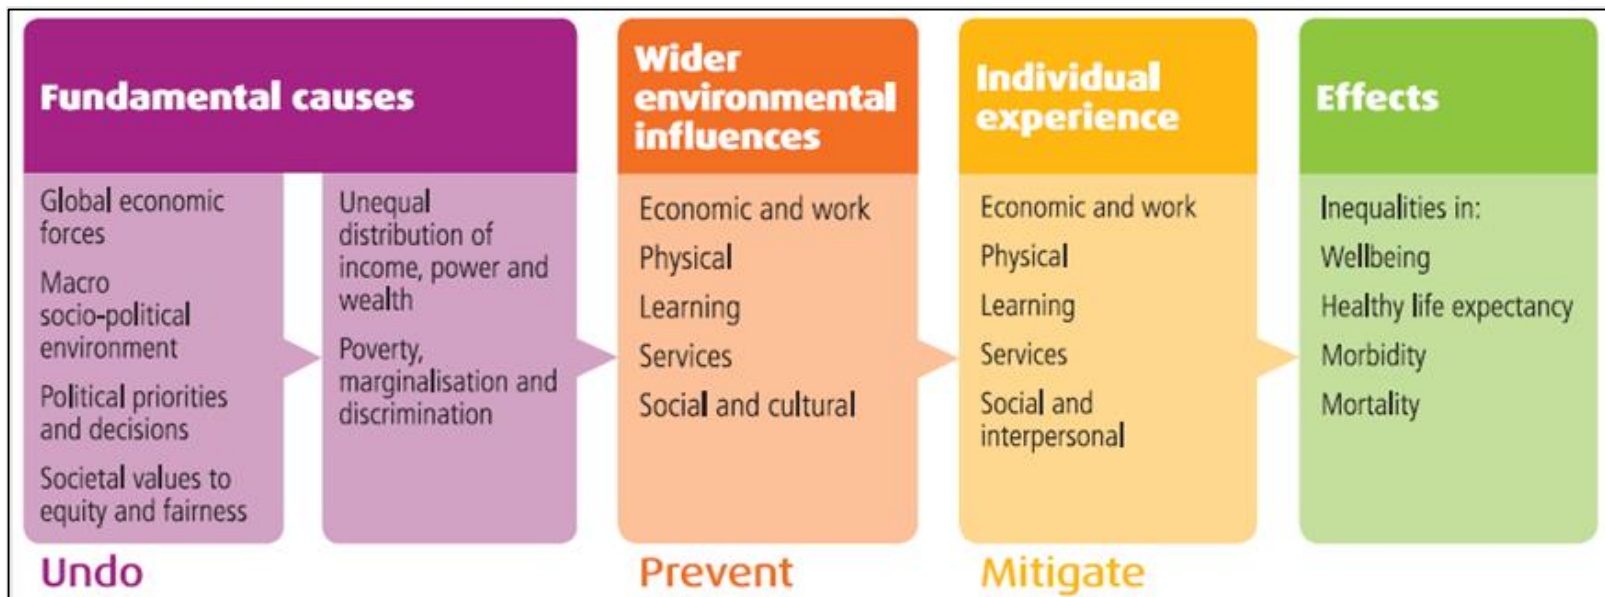 Fundamental causes
Global economic
forces
Macro
socio-political
environment
Political priorities
and decisions
Societal values to
equity and fairness
Unequal
distribution of
income, power and
wealth
Poverty,
marginalisation and
discrimination
Undo
Wider
environmental
influences
Economic and work
Physical
Learning
Services
Social and cultural
Prevent
Individual
experience
Economic and work
Physical
Learning
Services
Social and
interpersonal
Mitigate
Effects
Inequalities in:
Wellbeing
Healthy life expectancy
Morbidity
Mortality